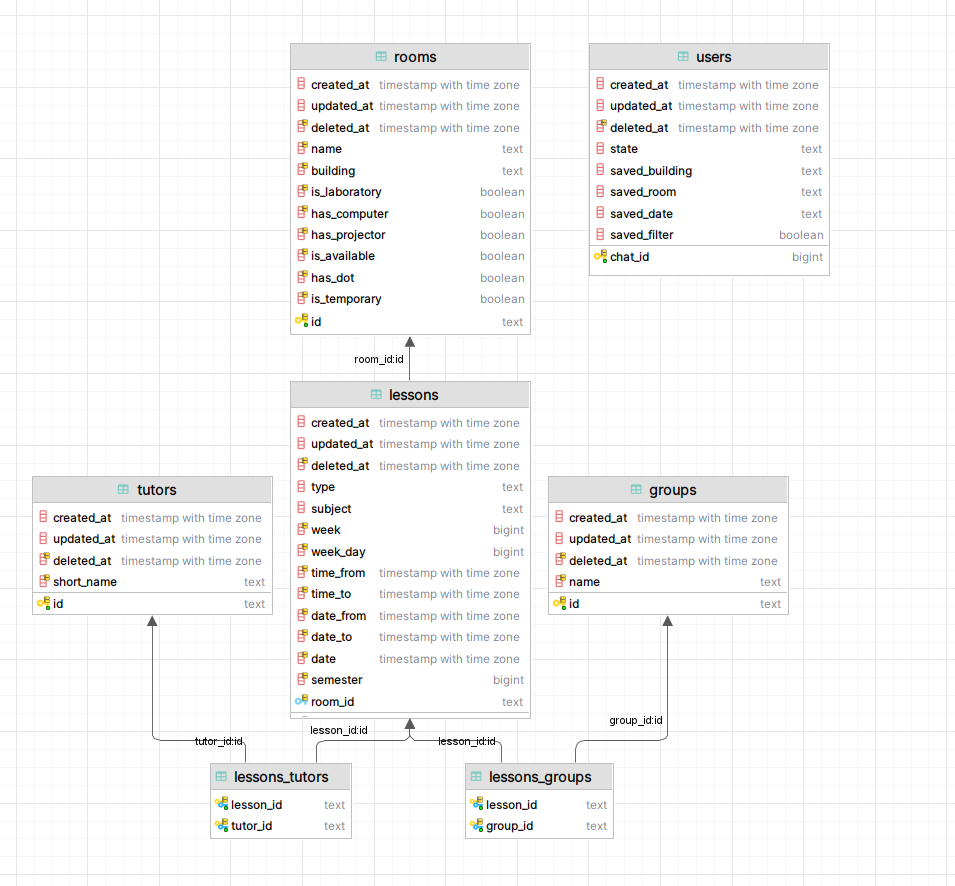 rooms
created_at timestamp with time zone
updated_at timestamp with time zone
deleted_at timestamp with time zone
name text
building text
is_laboratory boolean
has_computer boolean
has_projector boolean
is_available boolean
has_dot boolean
is_temporary boolean
id text
users
created_at timestamp with time zone
updated_at timestamp with time zone
deleted_at timestamp with time zone
state text
saved_building text
saved_room text
saved_date text
saved_filter boolean
chat_id bigint
room_id:id
lessons
created_at timestamp with time zone
updated_at timestamp with time zone
deleted_at timestamp with time zone
type text
subject text
week bigint
week_day bigint
time_from timestamp with time zone
time_to timestamp with time zone
date_from timestamp with time zone
date_to timestamp with time zone
date timestamp with time zone
semester bigint
room_id text
tutors
created_at timestamp with time zone
updated_at timestamp with time zone
deleted_at timestamp with time zone
short_name text
id text
groups
created_at timestamp with time zone
updated_at timestamp with time zone
deleted_at timestamp with time zone
name text
id text
tutor_id:id
lesson_id:id
lesson_id:id
group_id:id
lessons_tutors
lesson_id text
tutor_id text
lessons_groups
lesson_id text
group_id text